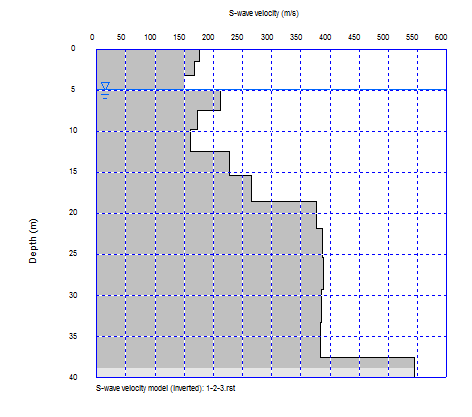 S-wave velocity (m/s)
0 50 100 150 200 250 300 350 400 450 500 550 600
0
5
10
15
20
25
30
35
40
Depth (m)
S-wave velocity model (inverted): 1-2-3.rst